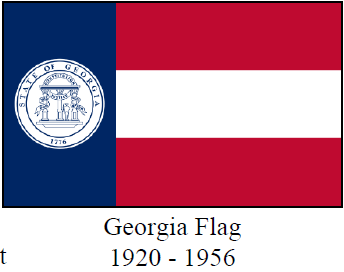 STATE OF GEORGIA
1776
Georgia Flag
t
1920 - 1956